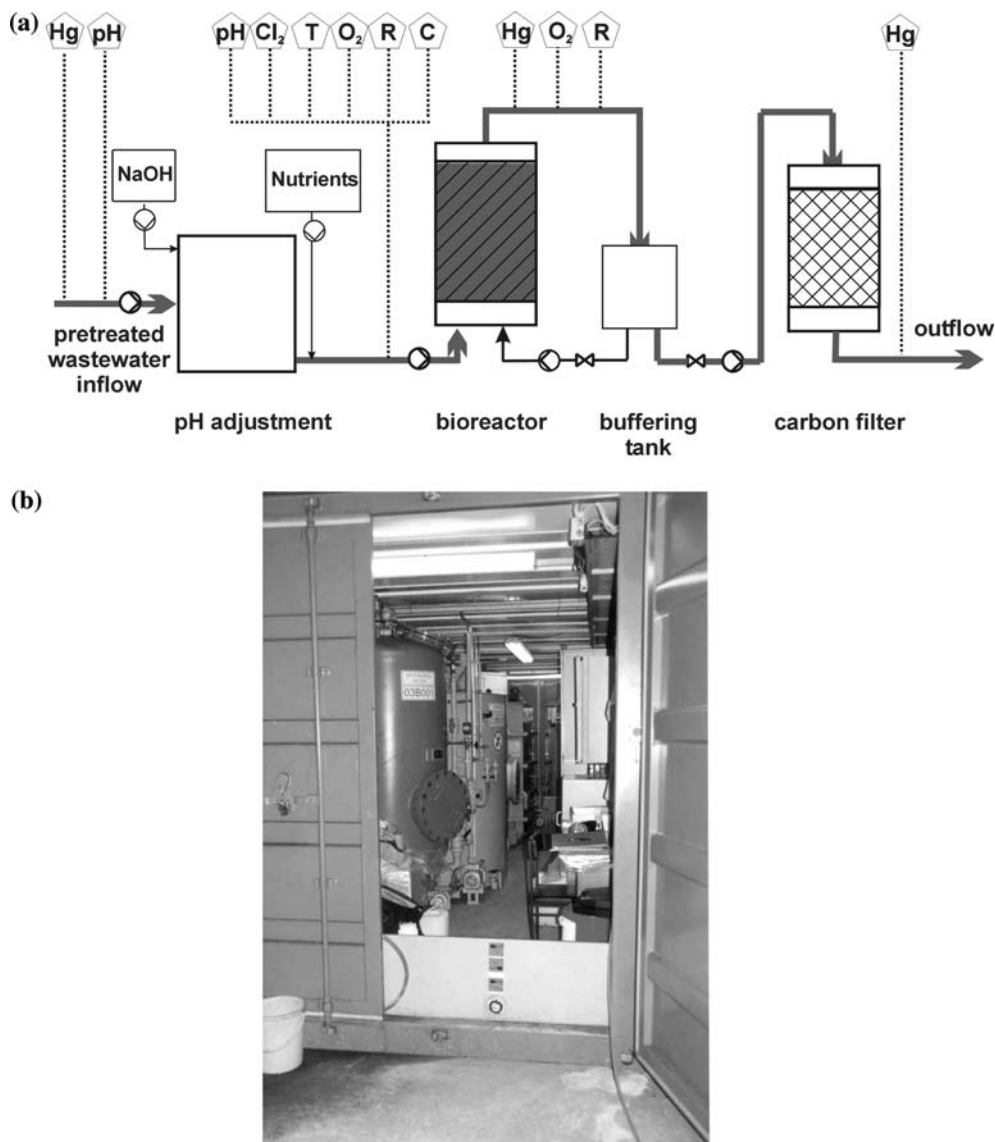 (a)
Hg pH
pH Cl₂ T O₂ R C
Hg O₂ R
Hg
NaOH
Nutrients
pretreated
wastewater
inflow
outflow
pH adjustment
bioreactor
buffering
tank
carbon filter
(b)
03B001